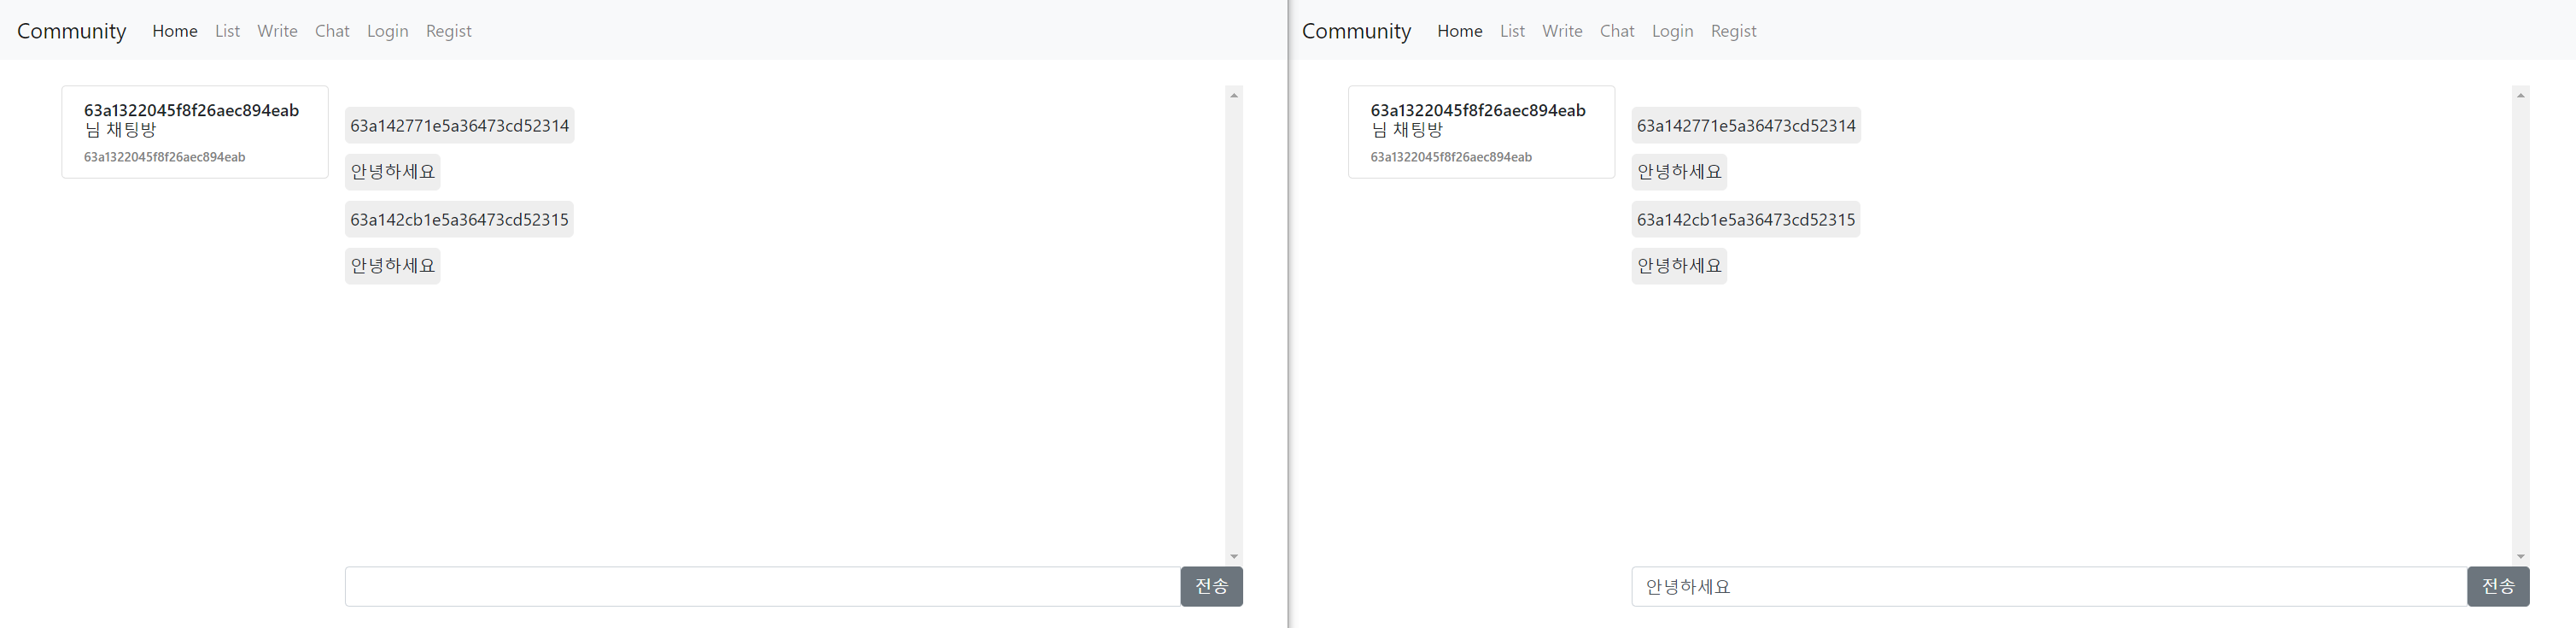 Community Home List Write Chat Login Regist
63a1322045f8f26aec894eab
님 채팅방
63a1322045f8f26aec894eab
63a142771e5a36473cd52314
안녕하세요
63a142cb1e5a36473cd52315
안녕하세요
전송
Community Home List Write Chat Login Regist
63a1322045f8f26aec894eab
님 채팅방
63a1322045f8f26aec894eab
63a142771e5a36473cd52314
안녕하세요
63a142cb1e5a36473cd52315
안녕하세요
안녕하세요 전송